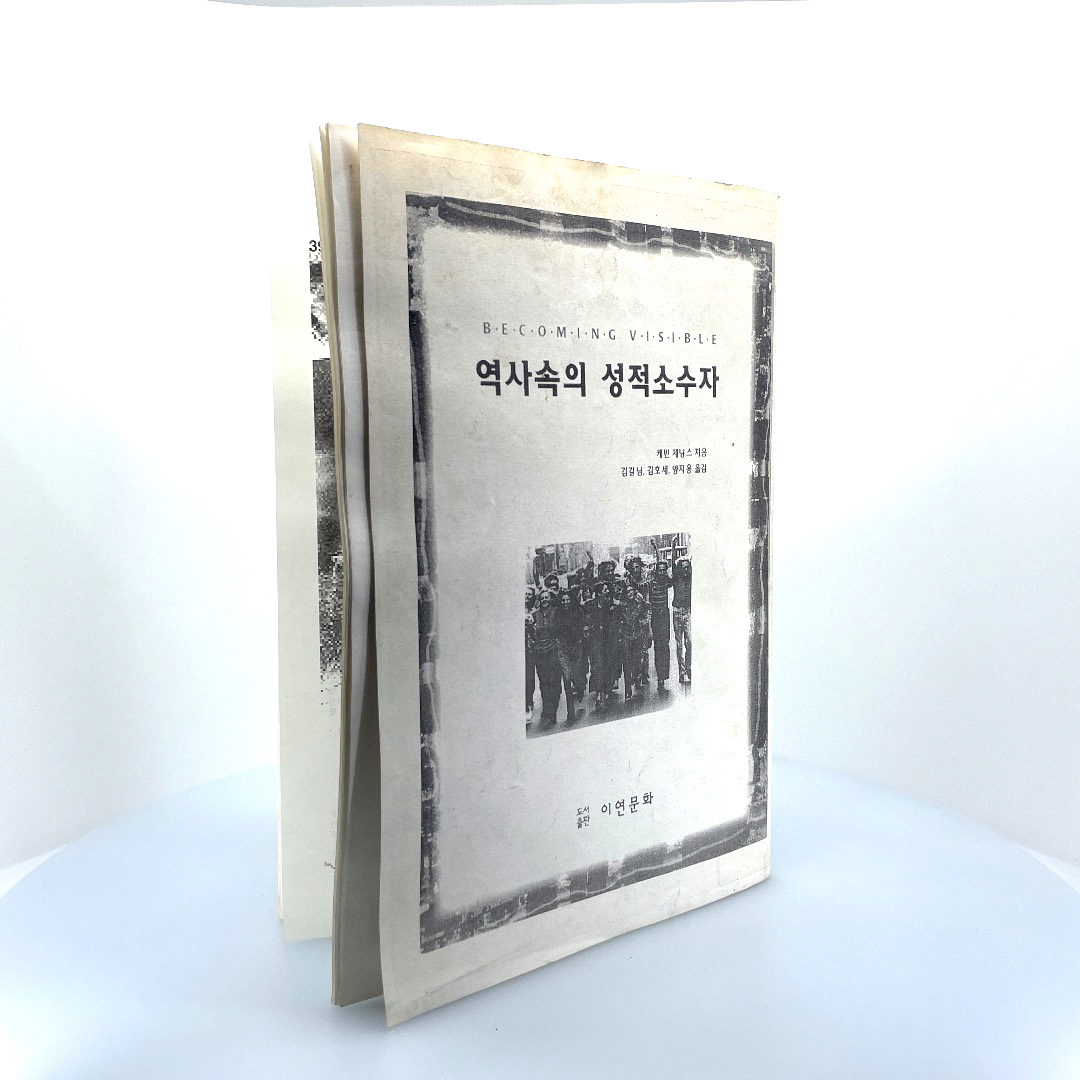 B·E·C·O·M·I·N·G V·I·S·I·B·L·E
역사속의 성적소수자
케빈 제닝스 지음
김길님, 김호세, 양지용 옮김
도서
출판 이연문화